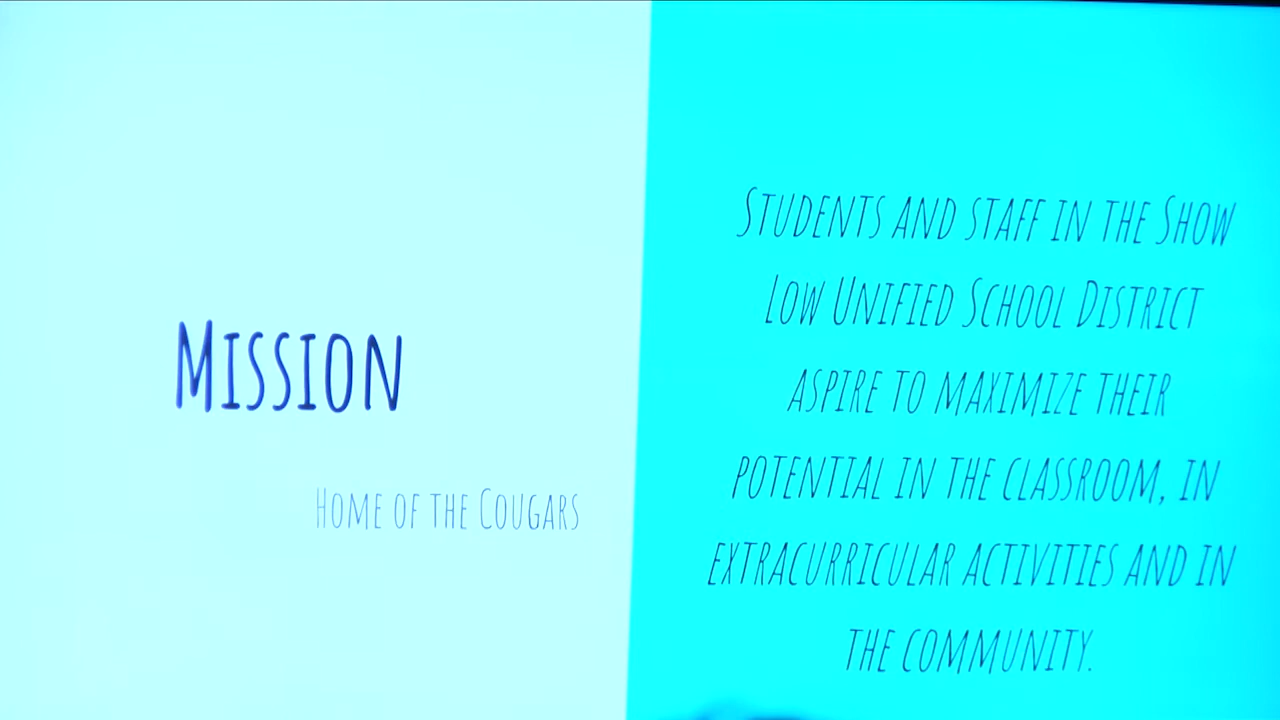 Mission
Home of the Cougars
Students and staff in the Show
Low Unified School District
aspire to maximize their
potential in the classroom, in
extracurricular activities and in
the community.